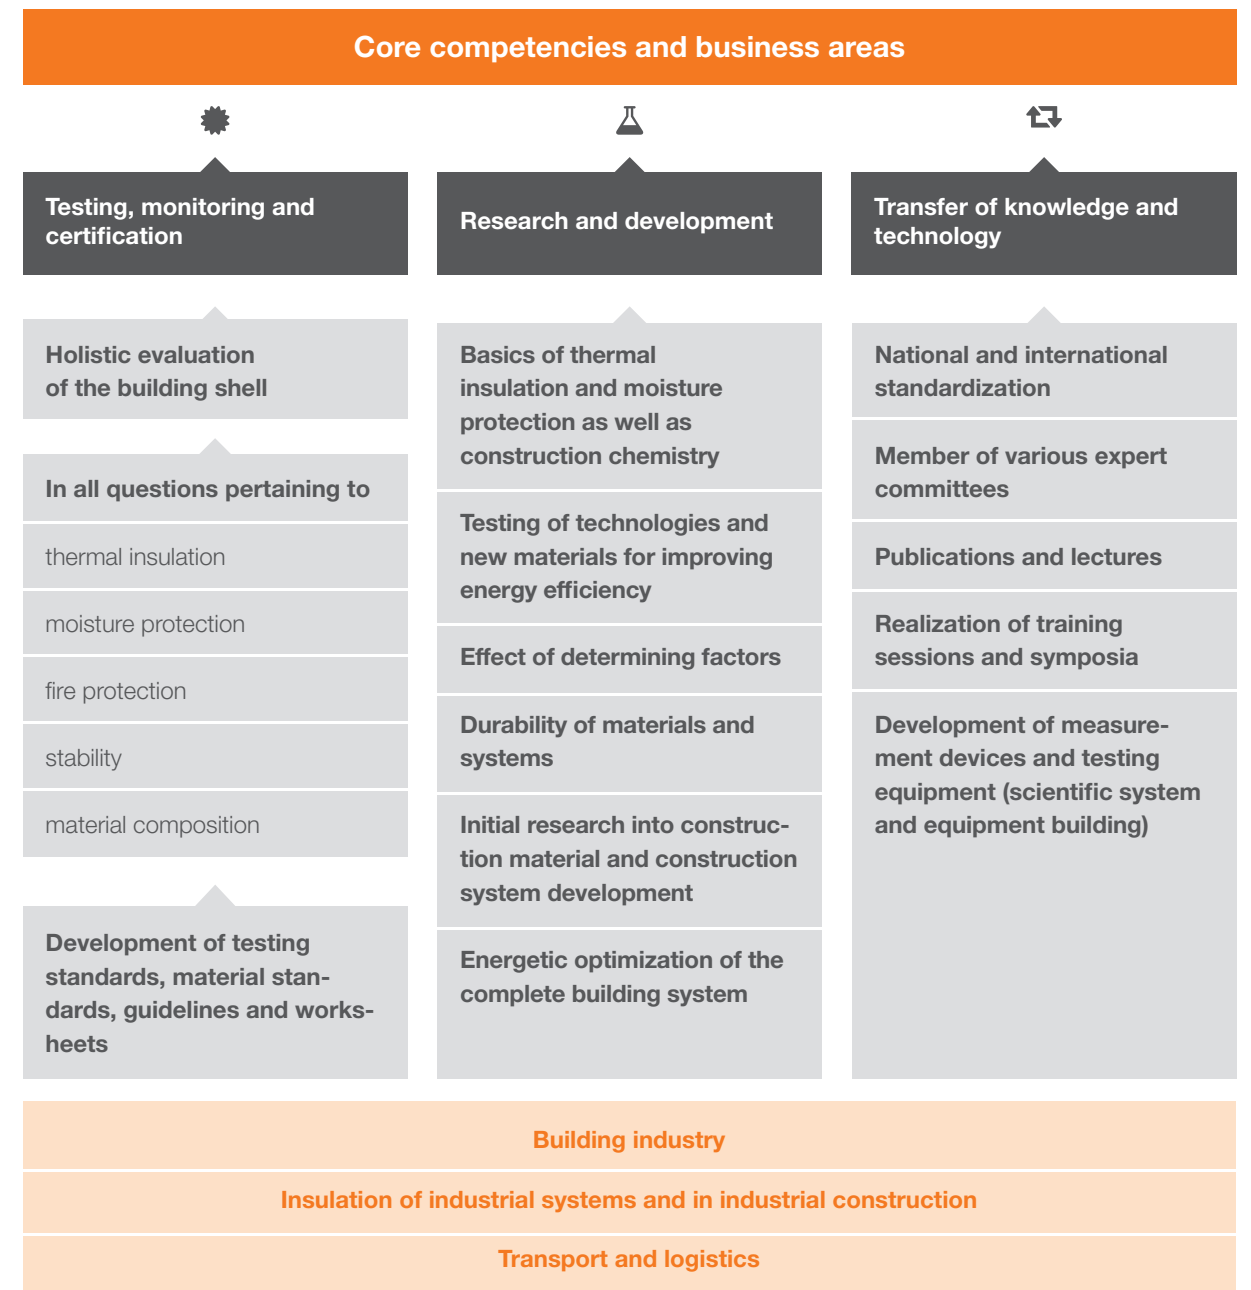 Core competencies and business areas
Testing, monitoring and
certification
Holistic evaluation
of the building shell
In all questions pertaining to
thermal insulation
moisture protection
fire protection
stability
material composition
Development of testing
standards, material stan-
dards, guidelines and works-
heets
Research and development
Basics of thermal
insulation and moisture
protection as well as
construction chemistry
Testing of technologies and
new materials for improving
energy efficiency
Effect of determining factors
Durability of materials and
systems
Initial research into construc-
tion material and construction
system development
Energetic optimization of the
complete building system
Transfer of knowledge and
technology
National and international
standardization
Member of various expert
committees
Publications and lectures
Realization of training
sessions and symposia
Development of measure-
ment devices and testing
equipment (scientific system
and equipment building)
Building industry
Insulation of industrial systems and in industrial construction
Transport and logistics